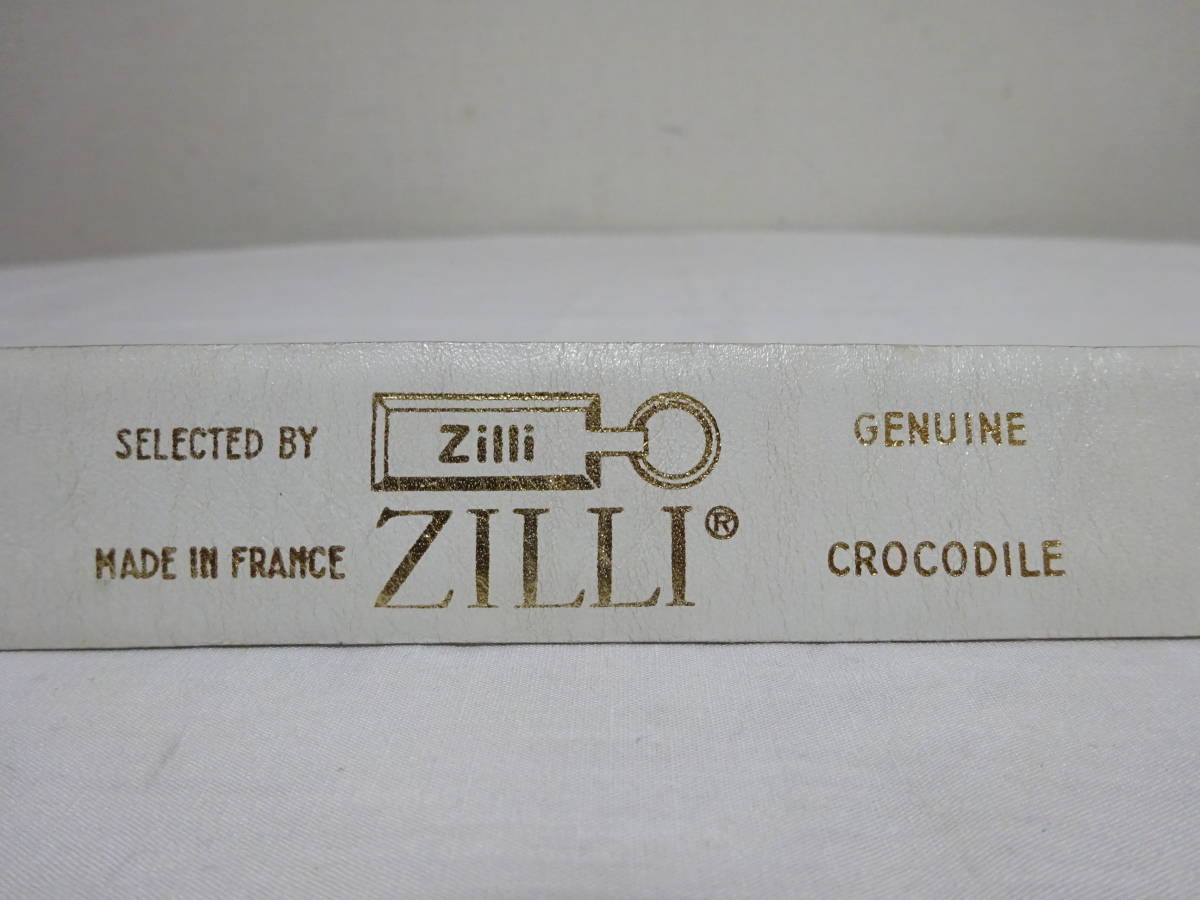 SELECTED BY
MADE IN FRANCE
Zilli
ZILLI®
GENUINE
CROCODILE